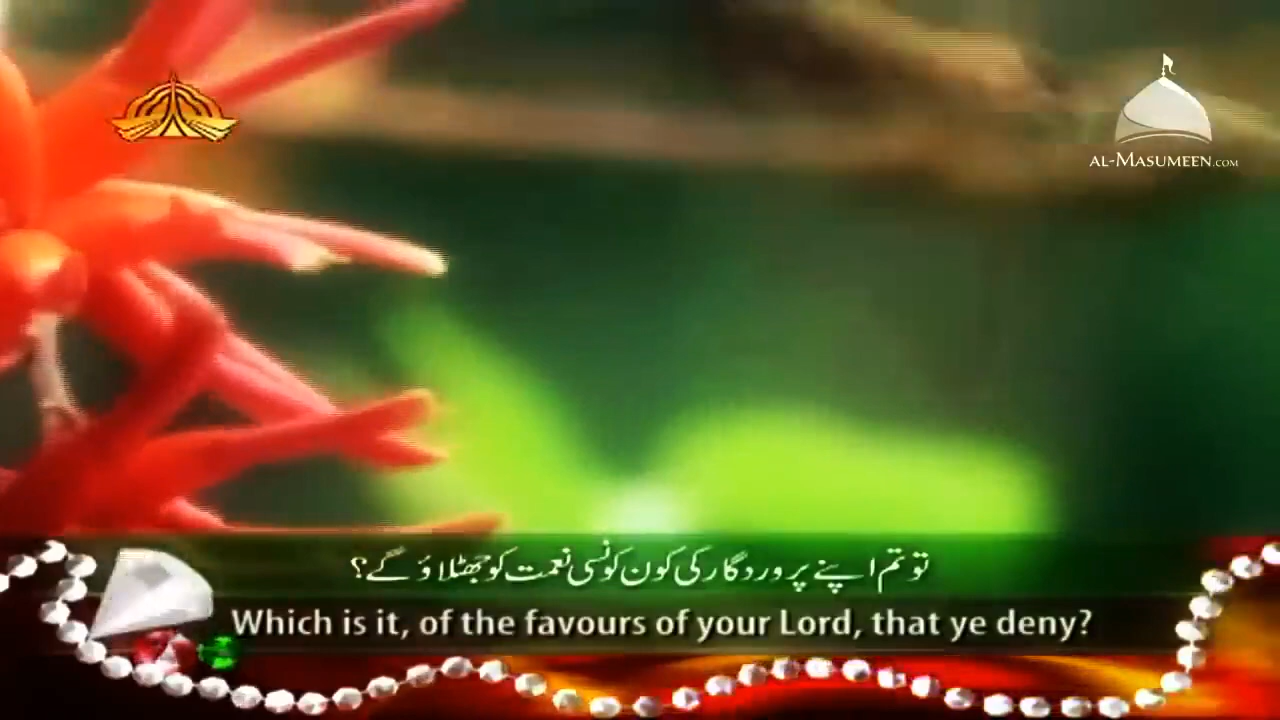 AL-MASUMEEN.COM
تو تم اپنے پروردگار کی کون کونسی نعمت کو جھٹلاؤ گے؟
Which is it, of the favours of your Lord, that ye deny?